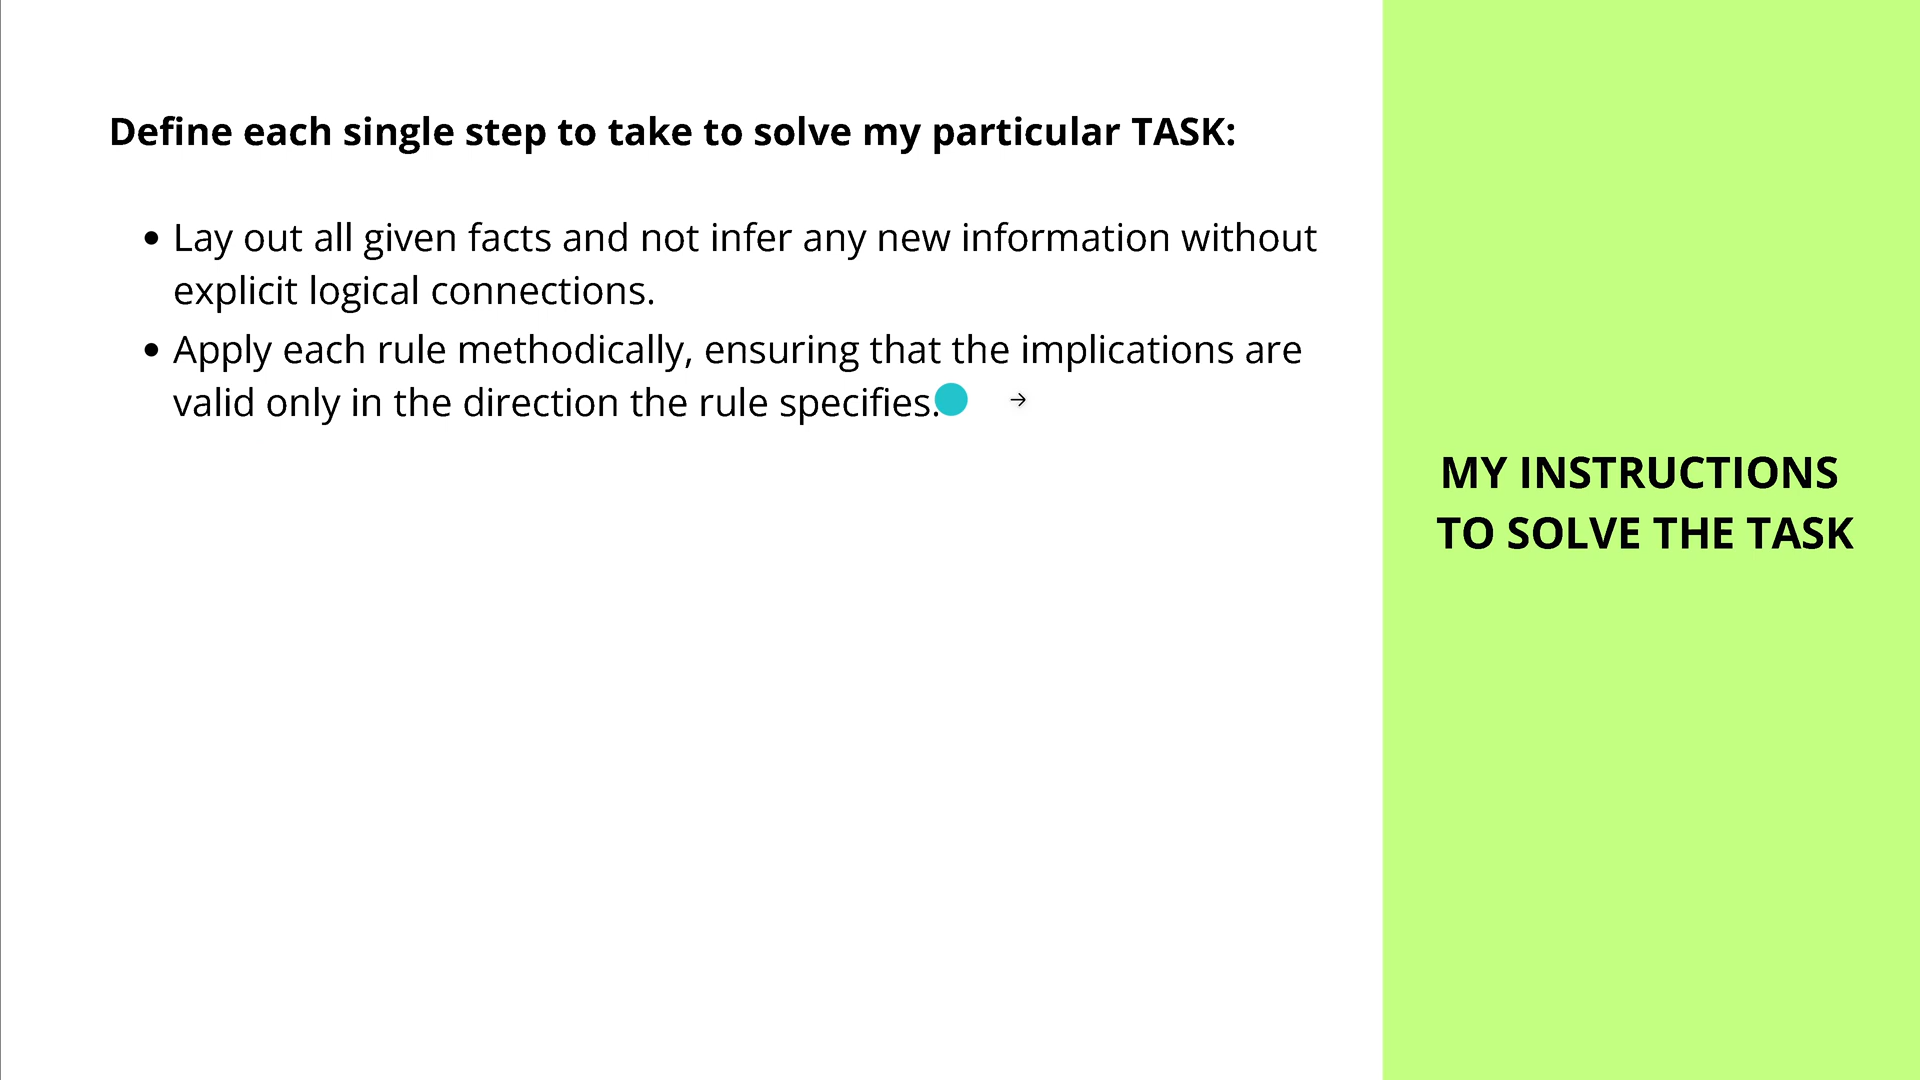 Define each single step to take to solve my particular TASK:
• Lay out all given facts and not infer any new information without
explicit logical connections.
• Apply each rule methodically, ensuring that the implications are
valid only in the direction the rule specifies. →
MY INSTRUCTIONS
TO SOLVE THE TASK